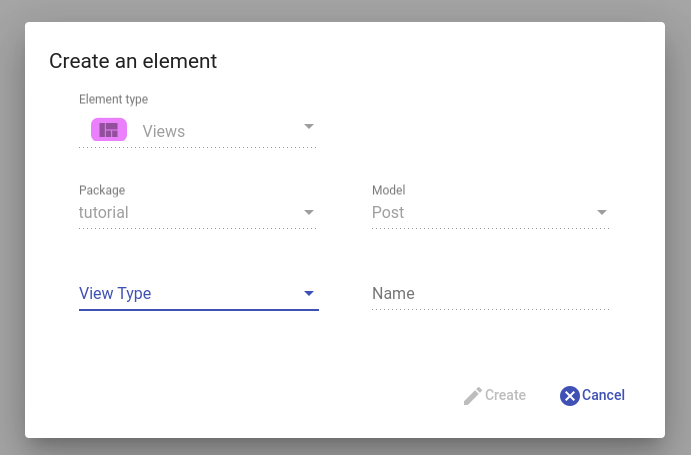 Create an element
Element type
Views
Package
Model
tutorial
Post
View Type
Name
Create
Cancel